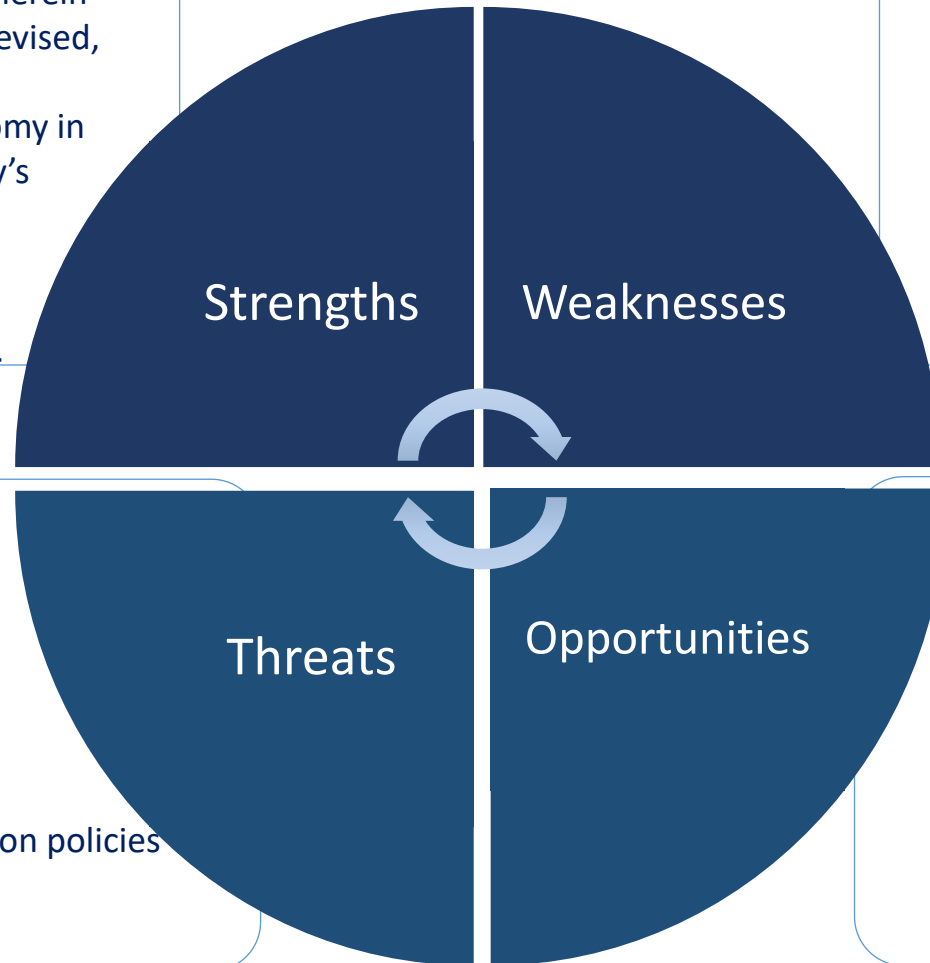 evised,
omy in
y's
Strengths
Weaknesses
Threats
Opportunities
on policies